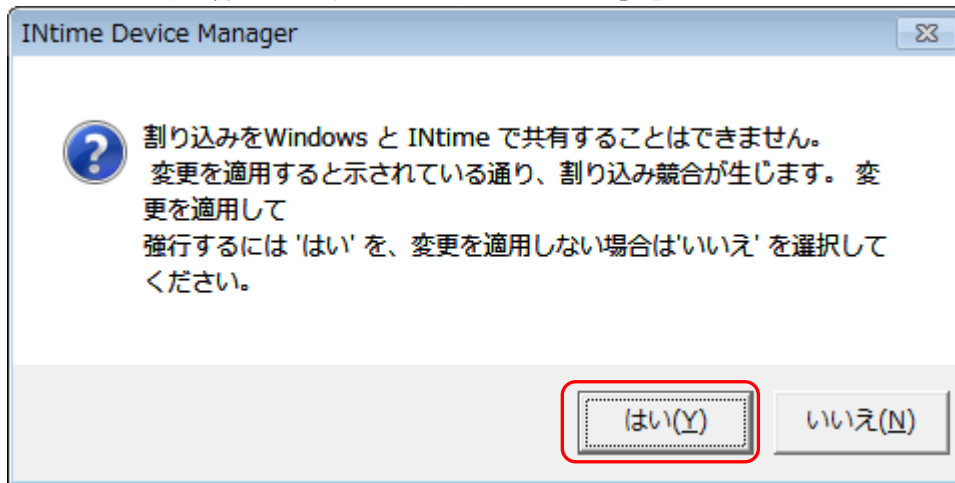 INtime Device Manager
割り込みをWindows と INtime で共有することはできません。
変更を適用すると示されている通り、割り込み競合が生じます。 変
更を適用して
強行するには 'はい' を、変更を適用しない場合は'いいえ' を選択して
ください。
はい(Y)
いいえ(N)